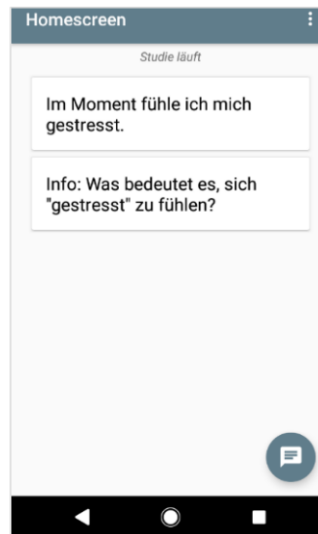 Homescreen
Studie läuft
Im Moment fühle ich mich
gestresst.
Info: Was bedeutet es, sich
"gestresst" zu fühlen?